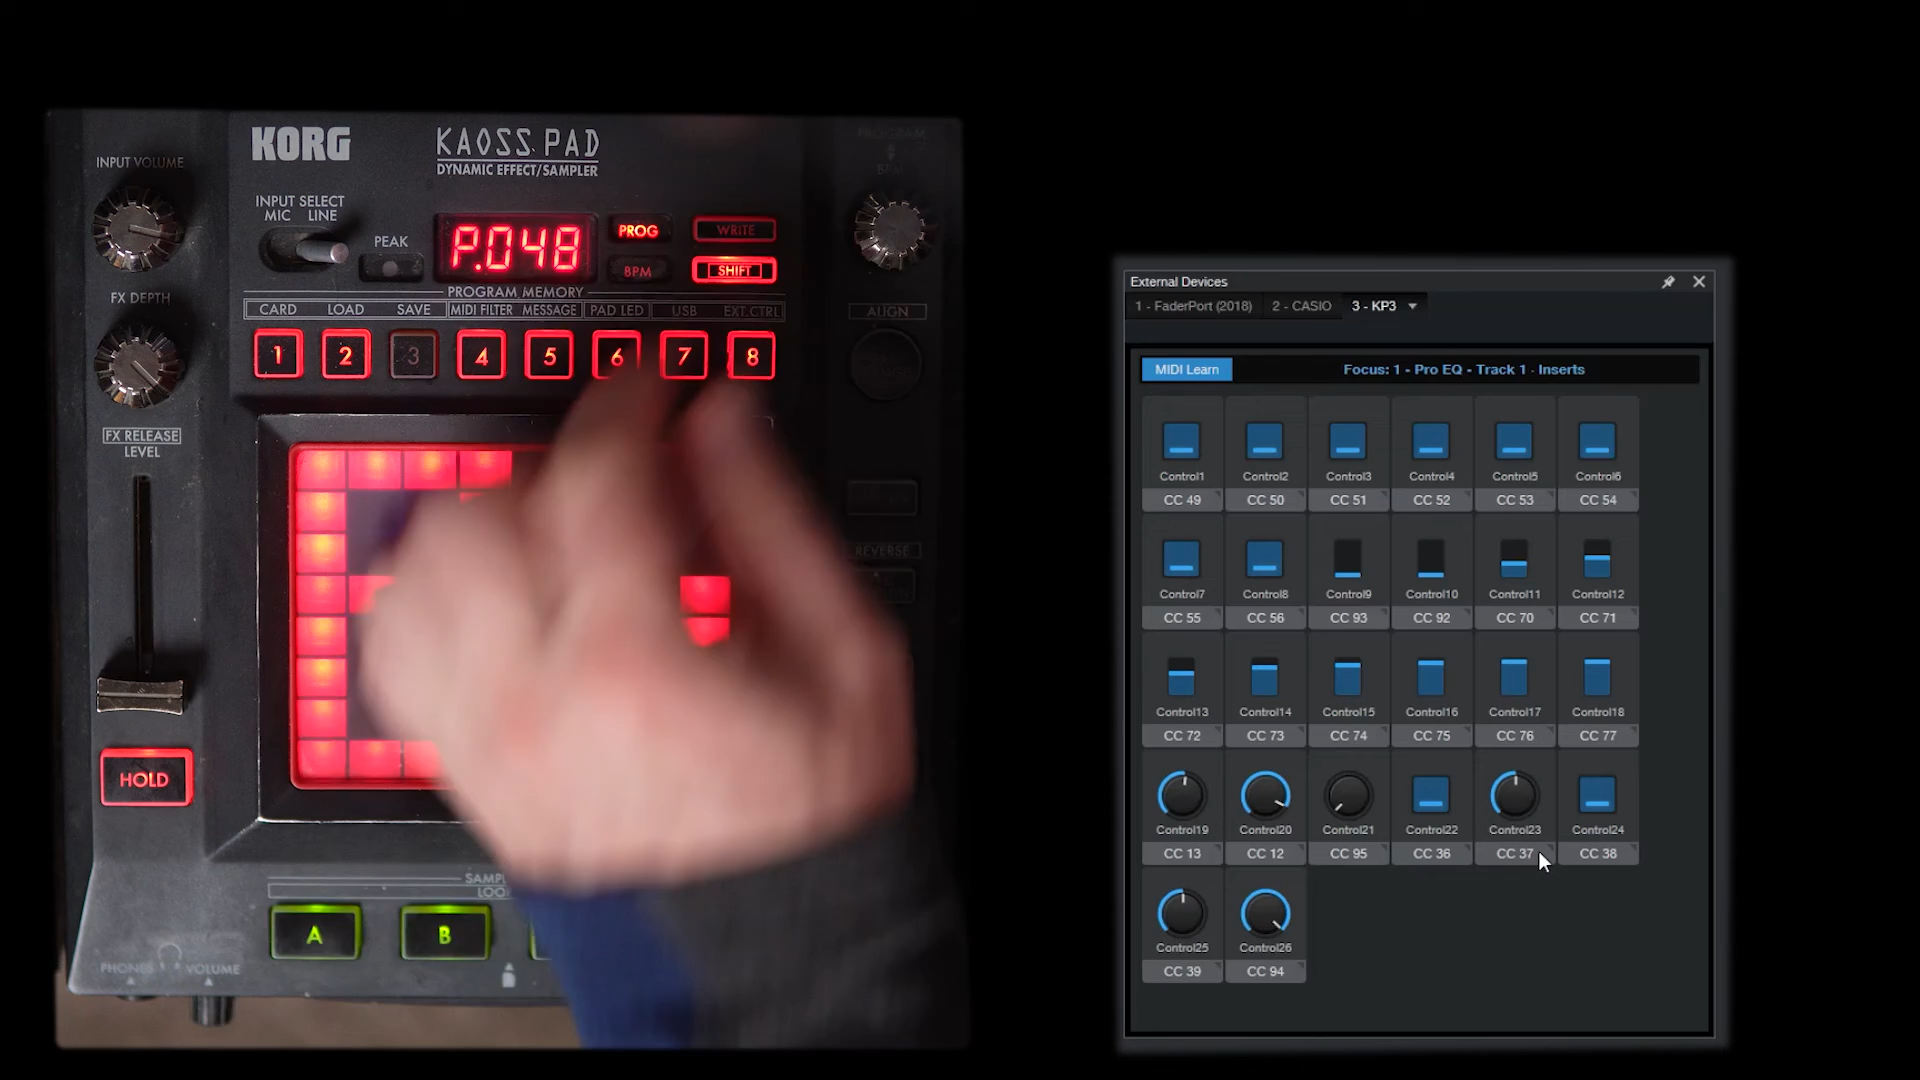 KORG
KAOSS PAD
DYNAMIC EFFECT/SAMPLER
INPUT VOLUME
INPUT SELECT
MIC LINE
PEAK
P.048
PROG
BPM
WRITE
SHIFT
PROGRAM
BPM
FX DEPTH
PROGRAM MEMORY
CARD LOAD SAVE MIDI FILTER MESSAGE PAD LED USB EXT.CTRL
ALIGN
1 2 3 4 5 6 7 8
FX RELEASE
LEVEL
REVERSE
HOLD
SAMPL
LOO
A B
PHONES VOLUME
External Devices
1 - FaderPort (2018) 2 - CASIO 3 - KP3
MIDI Learn Focus: 1 - Pro EQ - Track 1 - Inserts
Control1 Control2 Control3 Control4 Control5 Control6
CC 49 CC 50 CC 51 CC 52 CC 53 CC 54
Control7 Control8 Control9 Control10 Control11 Control12
CC 55 CC 56 CC 93 CC 92 CC 70 CC 71
Control13 Control14 Control15 Control16 Control17 Control18
CC 72 CC 73 CC 74 CC 75 CC 76 CC 77
Control19 Control20 Control21 Control22 Control23 Control24
CC 13 CC 12 CC 95 CC 36 CC 37 CC 38
Control25 Control26
CC 39 CC 94